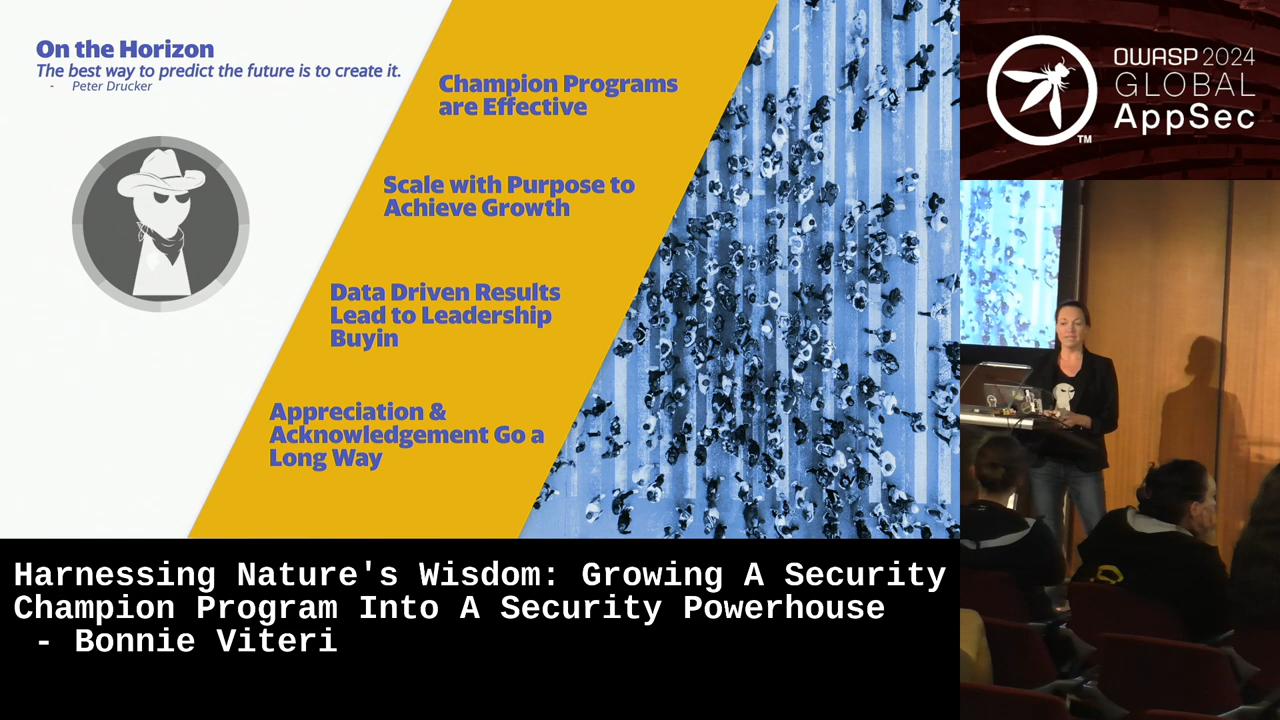 On the Horizon
The best way to predict the future is to create it.
- Peter Drucker
Champion Programs
are Effective
Scale with Purpose to
Achieve Growth
Data Driven Results
Lead to Leadership
Buyin
Appreciation &
Acknowledgement Go a
Long Way
OWASP 2024
GLOBAL
AppSec
TM
Harnessing Nature's Wisdom: Growing A Security
Champion Program Into A Security Powerhouse
- Bonnie Viteri